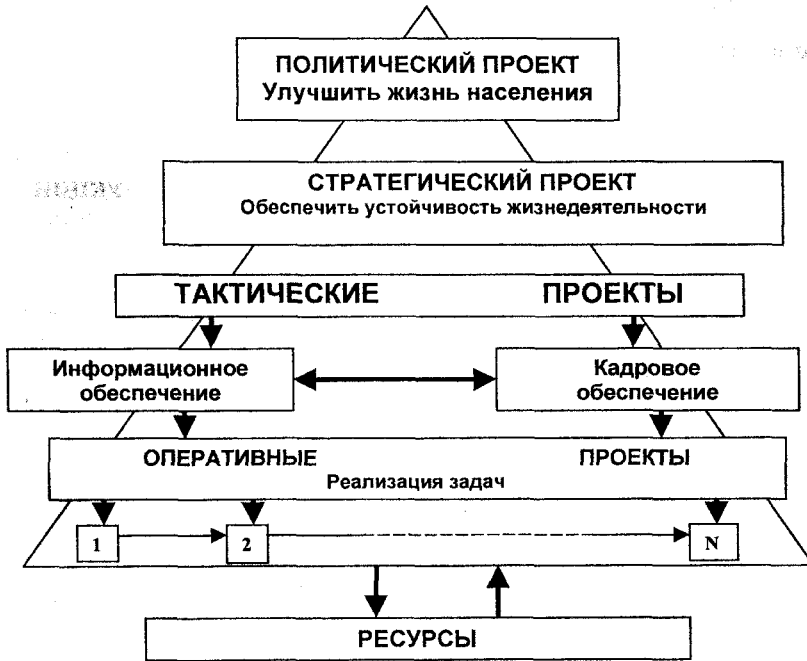 ПОЛИТИЧЕСКИЙ ПРОЕКТ
Улучшить жизнь населения
СТРАТЕГИЧЕСКИЙ ПРОЕКТ
Обеспечить устойчивость жизнедеятельности
ТАКТИЧЕСКИЕ ПРОЕКТЫ
Информационное
обеспечение
Кадровое
обеспечение
ОПЕРАТИВНЫЕ ПРОЕКТЫ
Реализация задач
1 2 N
РЕСУРСЫ